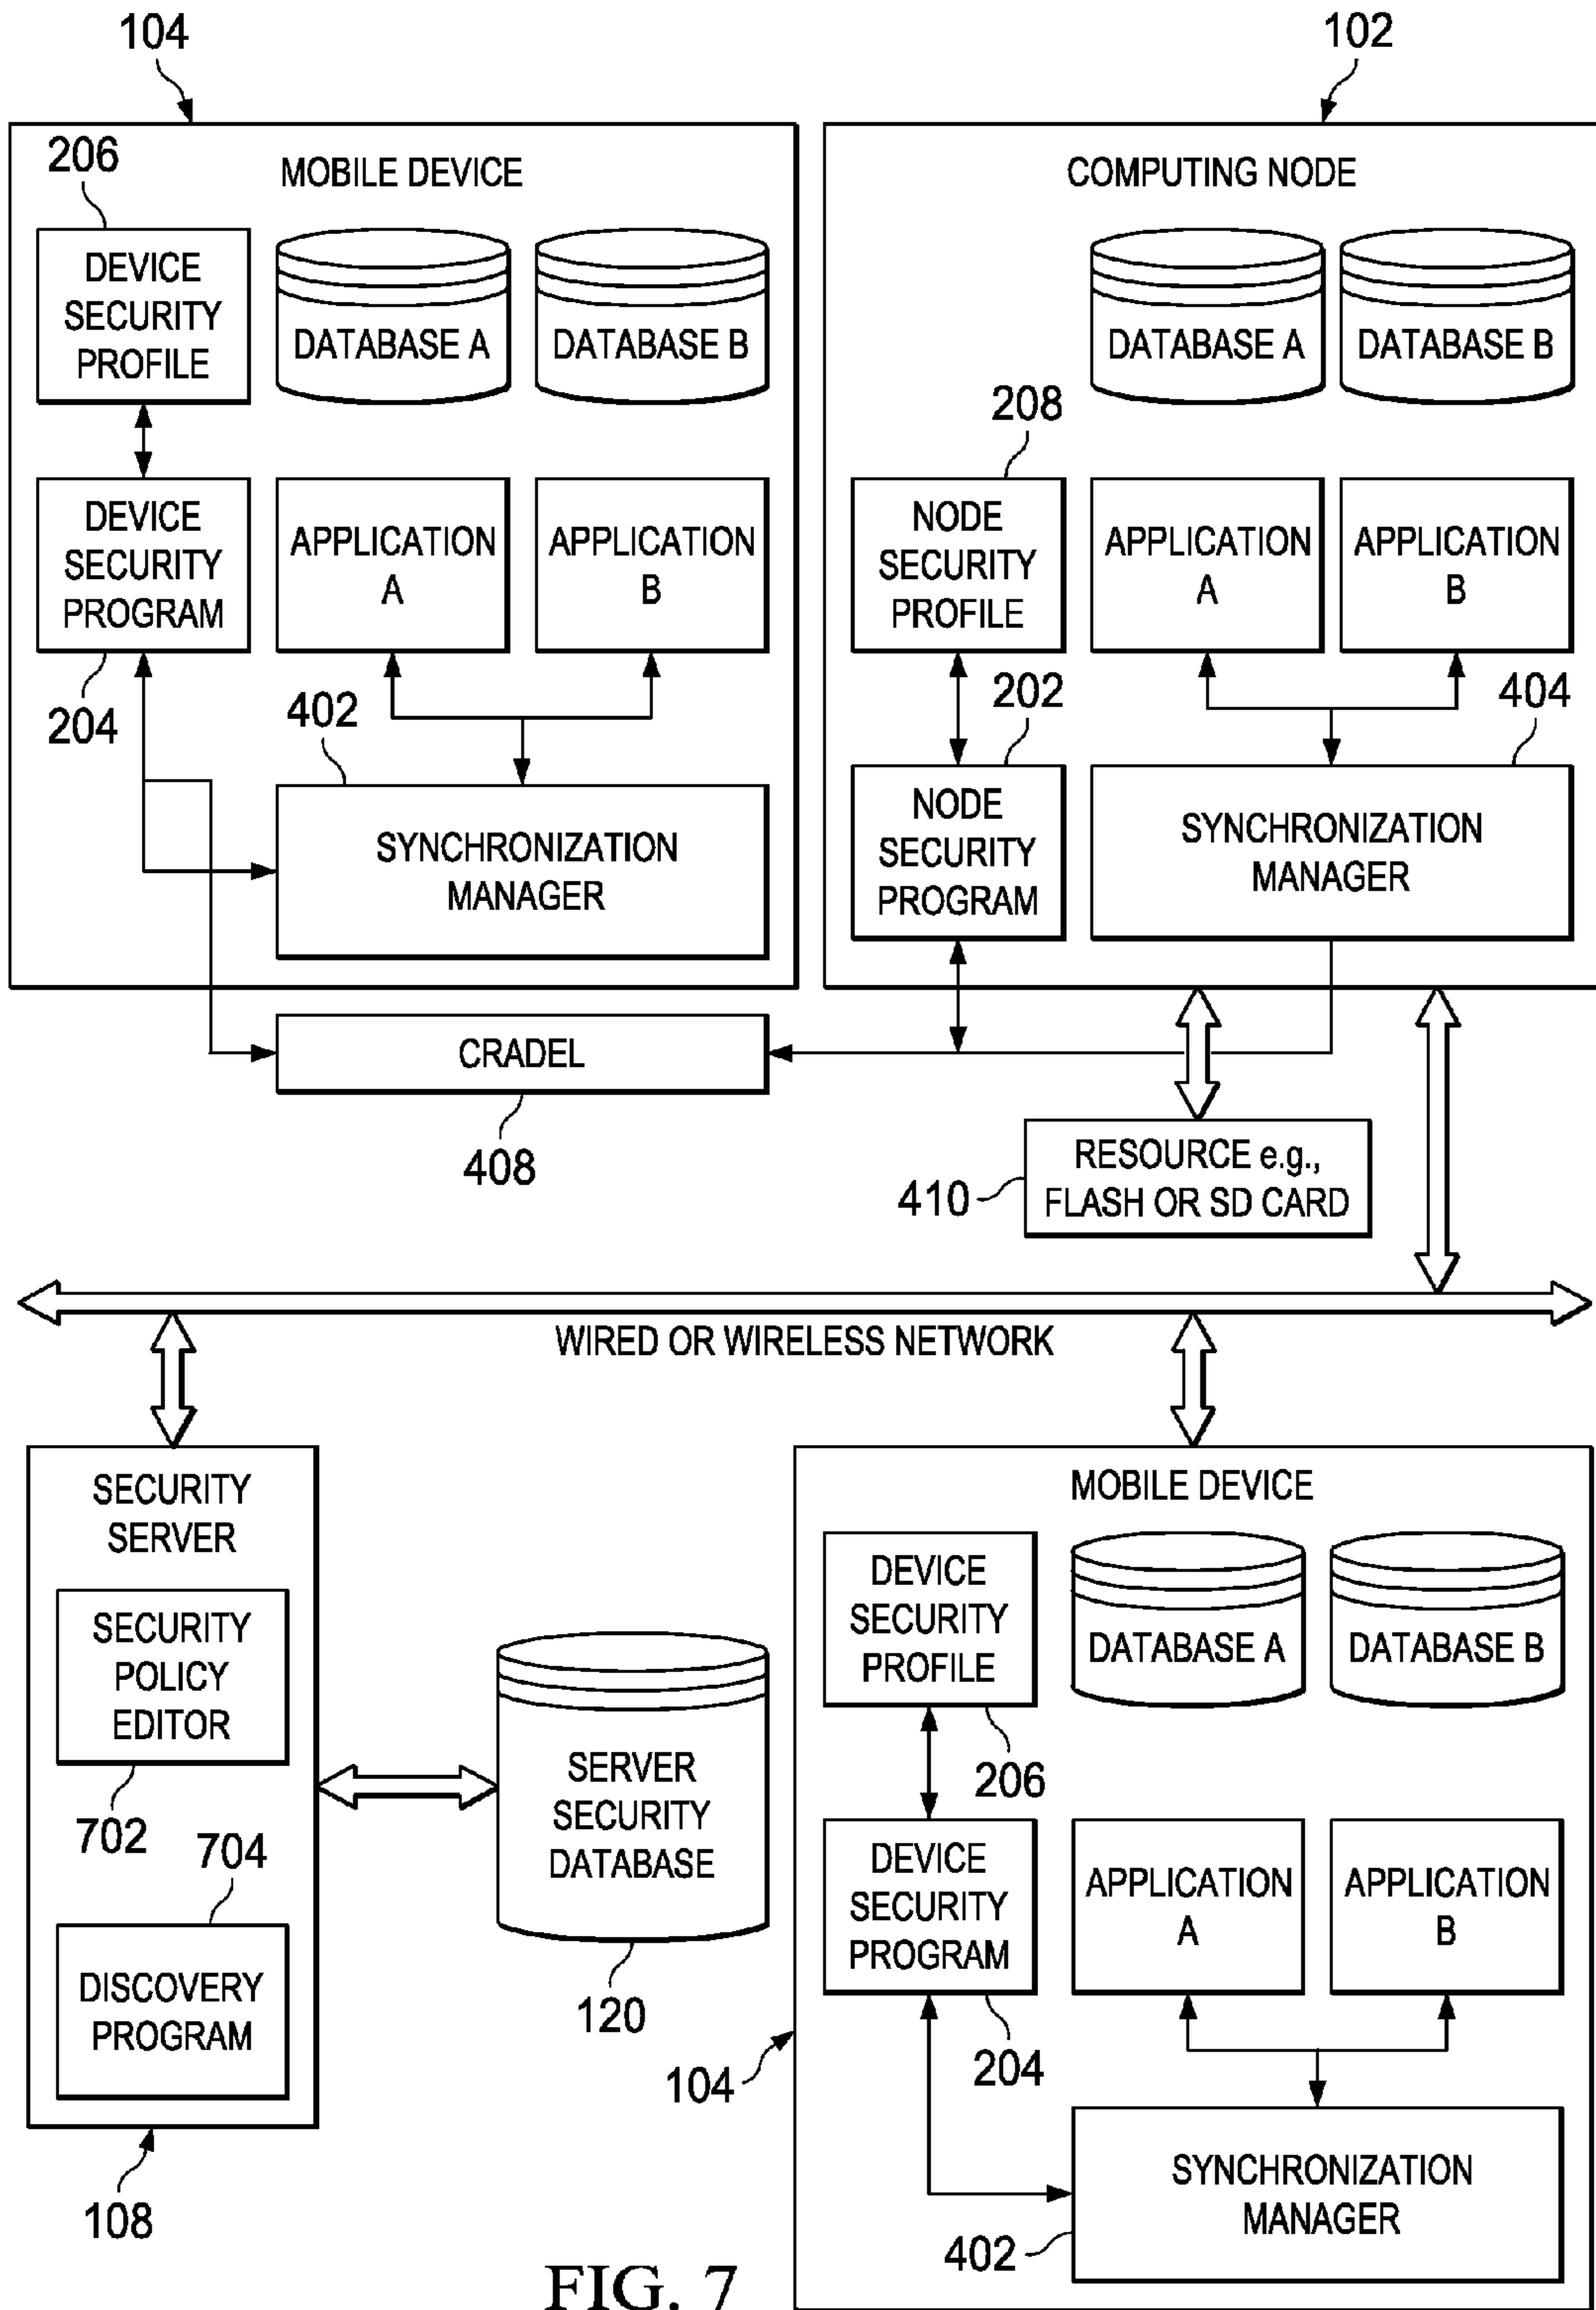 104
102
MOBILE DEVICE
206
DEVICE
SECURITY
PROFILE
DATABASE A
DATABASE B
DEVICE
SECURITY
PROGRAM
APPLICATION
A
APPLICATION
B
204
402
SYNCHRONIZATION
MANAGER
COMPUTING NODE
DATABASE A
DATABASE B
208
NODE
SECURITY
PROFILE
APPLICATION
A
APPLICATION
B
202
404
NODE
SECURITY
PROGRAM
SYNCHRONIZATION
MANAGER
CRADEL
408
RESOURCE e.g.,
FLASH OR SD CARD
410
WIRED OR WIRELESS NETWORK
SECURITY
SERVER
SECURITY
POLICY
EDITOR
702
704
DISCOVERY
PROGRAM
108
SERVER
SECURITY
DATABASE
120
MOBILE DEVICE
DEVICE
SECURITY
PROFILE
DATABASE A
DATABASE B
206
DEVICE
SECURITY
PROGRAM
APPLICATION
A
APPLICATION
B
204
104
SYNCHRONIZATION
MANAGER
402
FIG. 7